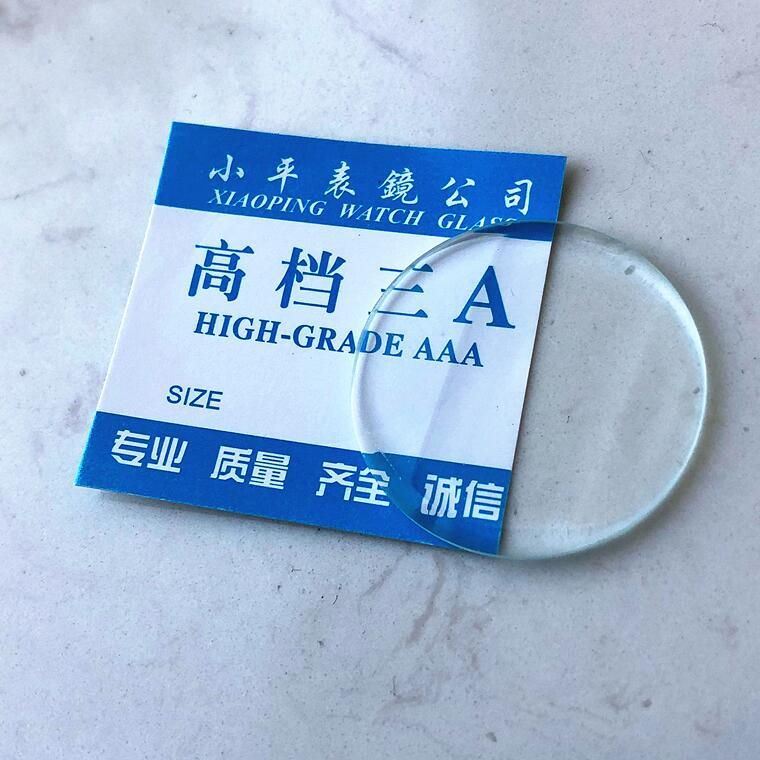 小平表鏡公司
XIAOPING WATCH GLASS
高档三A
HIGH-GRADE AAA
SIZE
专业 质量 齐全 诚信